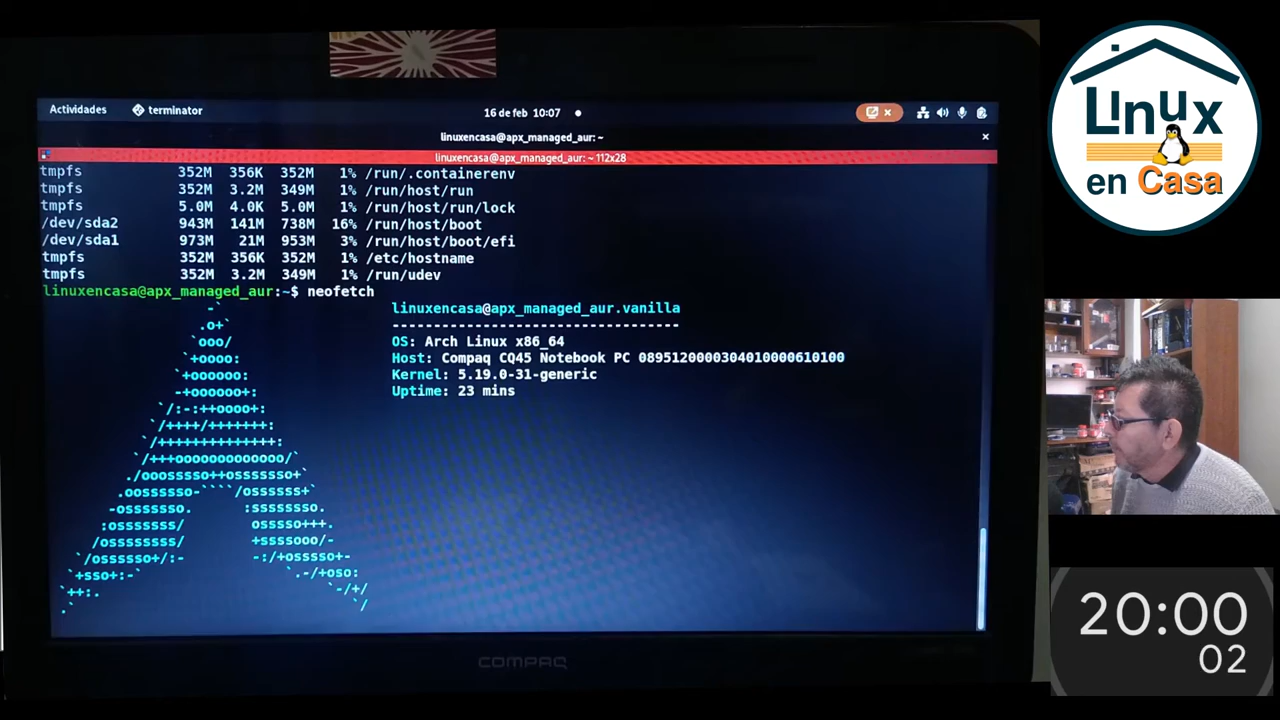 Actividades terminator 16 de feb 10:07
linuxencasa@apx_managed_aur: ~
linuxencasa@apx_managed_aur: ~ 112x28
tmpfs 352M 356K 352M 1% /run/.containerenv
tmpfs 352M 3.2M 349M 1% /run/host/run
tmpfs 5.0M 4.0K 5.0M 1% /run/host/run/lock
/dev/sda2 943M 141M 738M 16% /run/host/boot
/dev/sda1 973M 21M 953M 3% /run/host/boot/efi
tmpfs 352M 356K 352M 1% /etc/hostname
tmpfs 352M 3.2M 349M 1% /run/udev
linuxencasa@apx_managed_aur:~$ neofetch
linuxencasa@apx_managed_aur.vanilla
-----------------------------------
OS: Arch Linux x86_64
Host: Compaq CQ45 Notebook PC 0895120000304010000610100
Kernel: 5.19.0-31-generic
Uptime: 23 mins
COMPAQ
Linux
en Casa
20:00
02